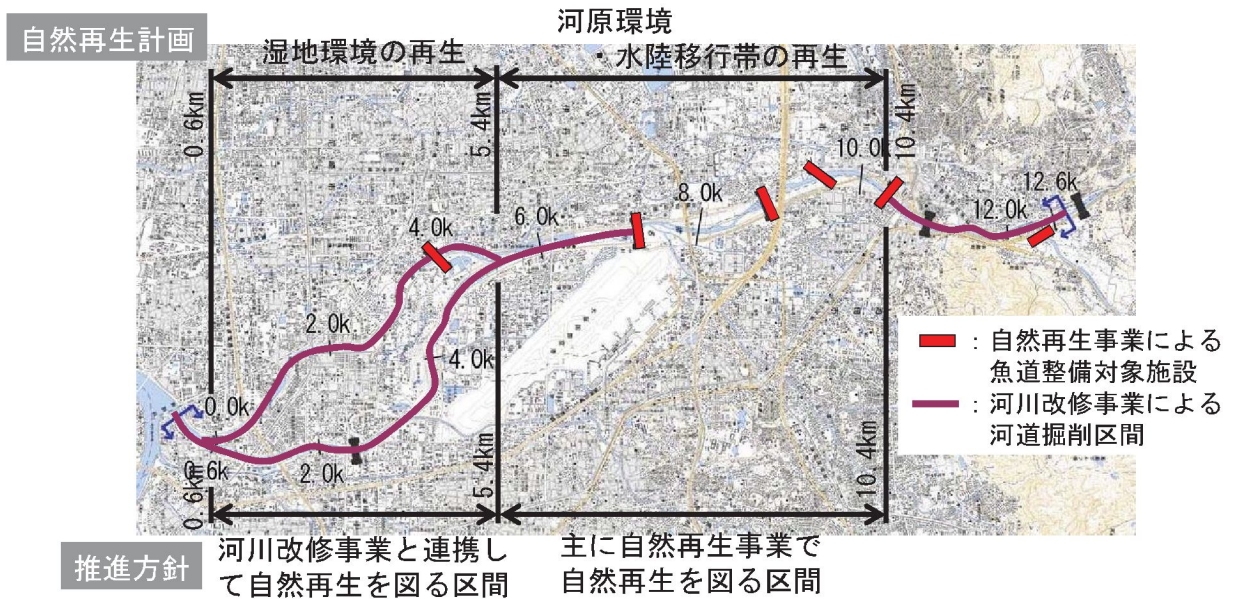 自然再生計画
河原環境
湿地環境の再生
・水陸移行帯の再生
0.6km
5.4km
10.4km
10.0k
8.0k
6.0k
4.0k
12.6k
12.0k
2.0k
4.0k
0.0k
0.6k
2.0k
0.6km
5.4km
10.4km
：自然再生事業による
魚道整備対象施設
：河川改修事業による
河道掘削区間
推進方針
河川改修事業と連携し
て自然再生を図る区間
主に自然再生事業で
自然再生を図る区間